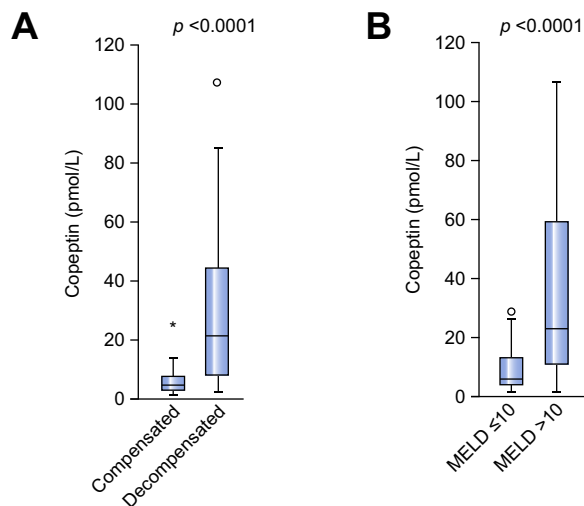 A
p <0.0001
Copeptin (pmol/L)
120
100
80
60
40
20
0
*
Compensated
Decompensated
B
p <0.0001
Copeptin (pmol/L)
120
100
80
60
40
20
0
MELD ≤10
MELD >10